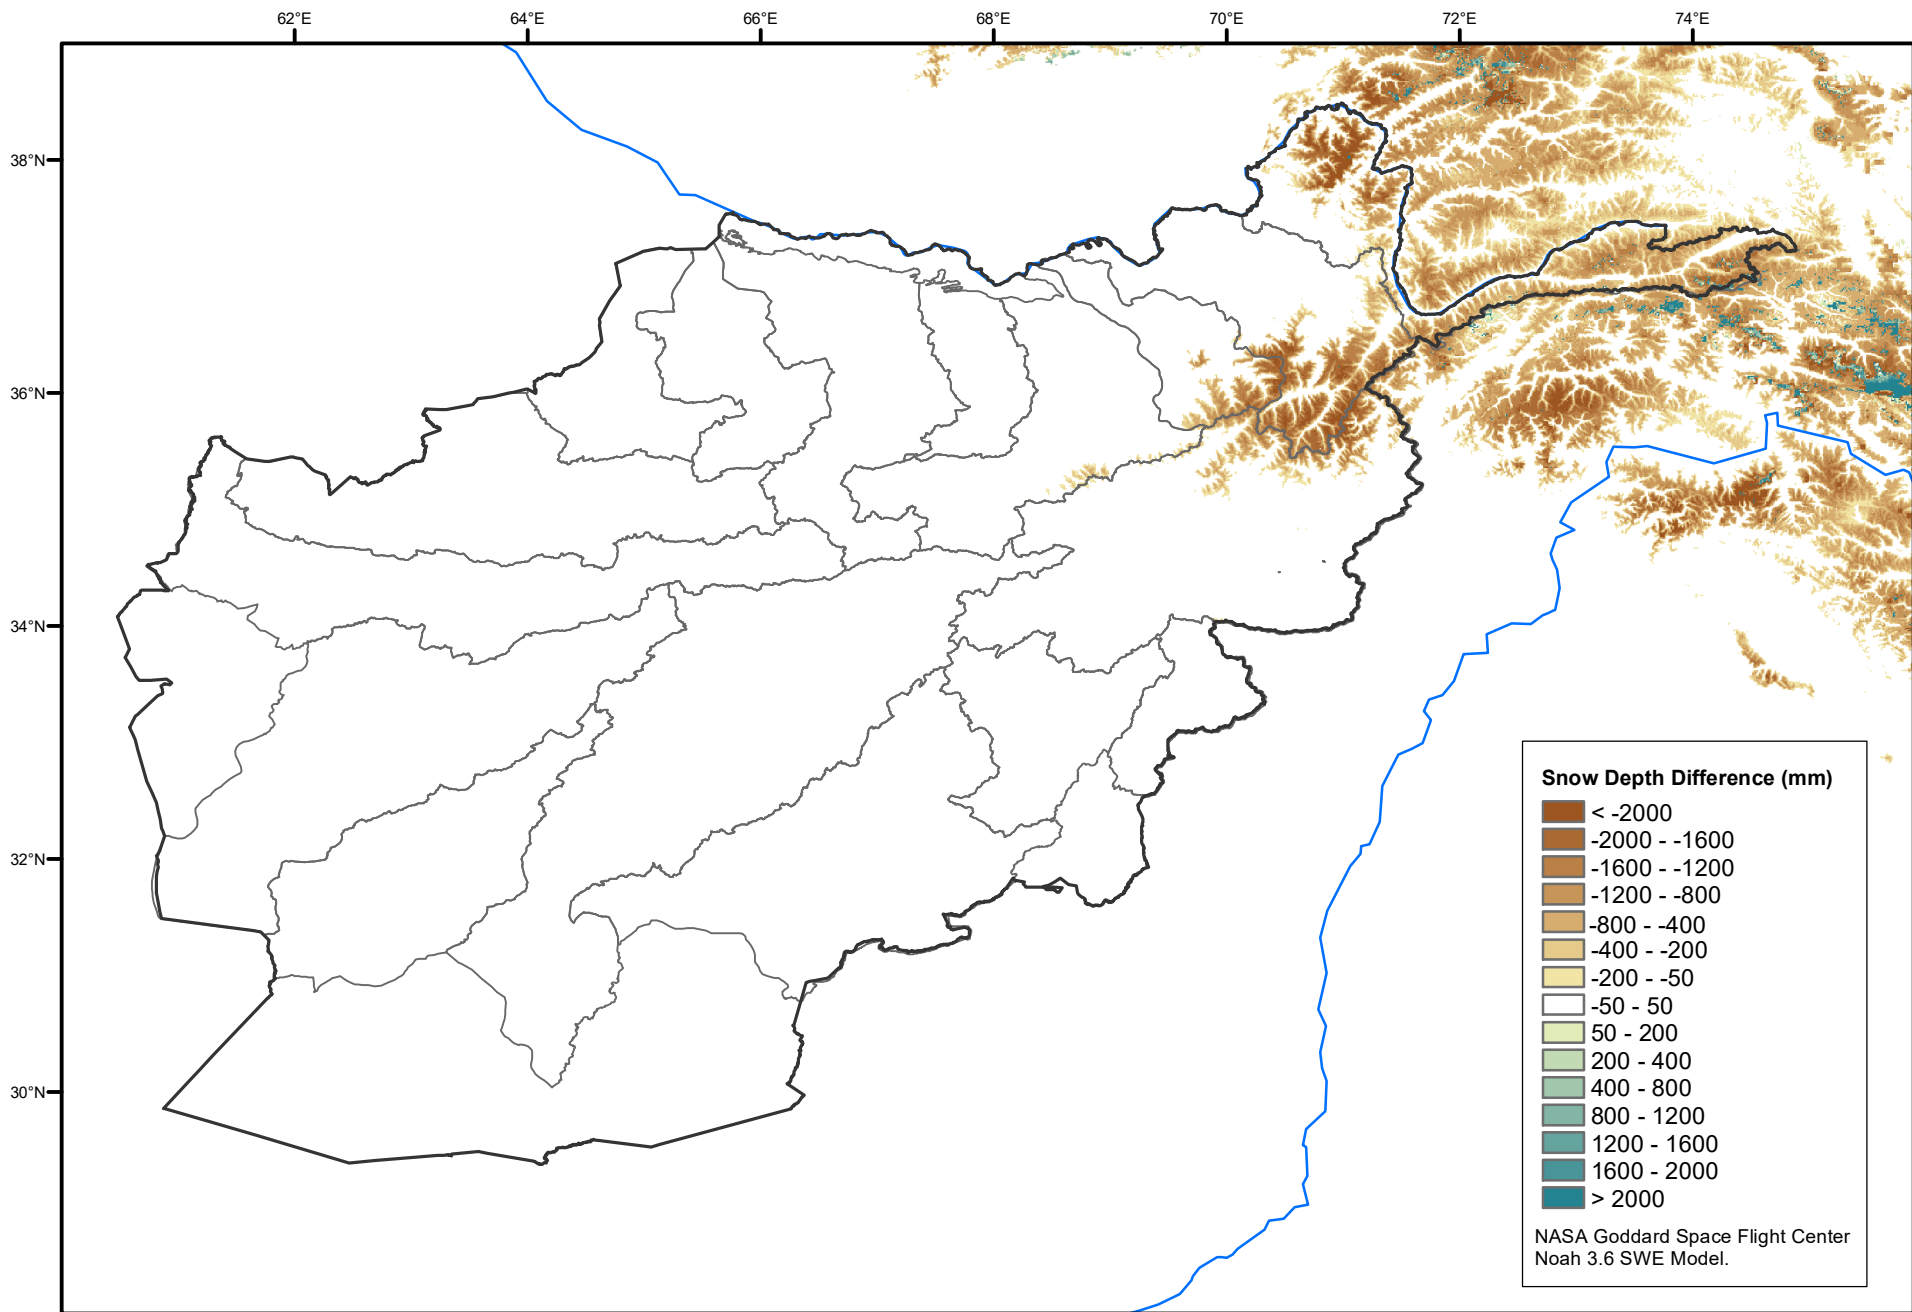 62°E 64°E 66°E 68°E 70°E 72°E 74°E
38°N
36°N
34°N
32°N
30°N
Snow Depth Difference (mm)
< -2000
-2000 - -1600
-1600 - -1200
-1200 - -800
-800 - -400
-400 - -200
-200 - -50
-50 - 50
50 - 200
200 - 400
400 - 800
800 - 1200
1200 - 1600
1600 - 2000
> 2000
NASA Goddard Space Flight Center
Noah 3.6 SWE Model.